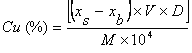 Cu (%) = [(x_s − x_b) × V × D] / M × 10^4